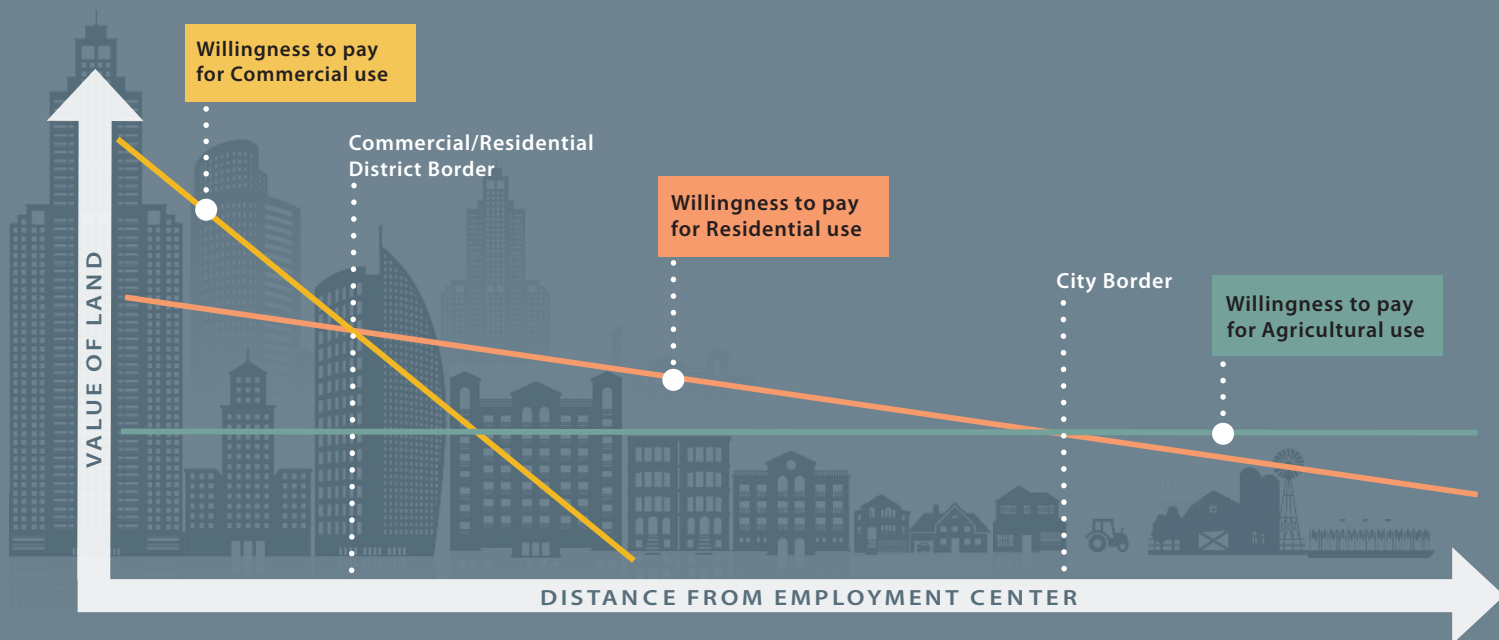 Willingness to pay
for Commercial use
Commercial/Residential
District Border
Willingness to pay
for Residential use
City Border
Willingness to pay
for Agricultural use
VALUE OF LAND
DISTANCE FROM EMPLOYMENT CENTER